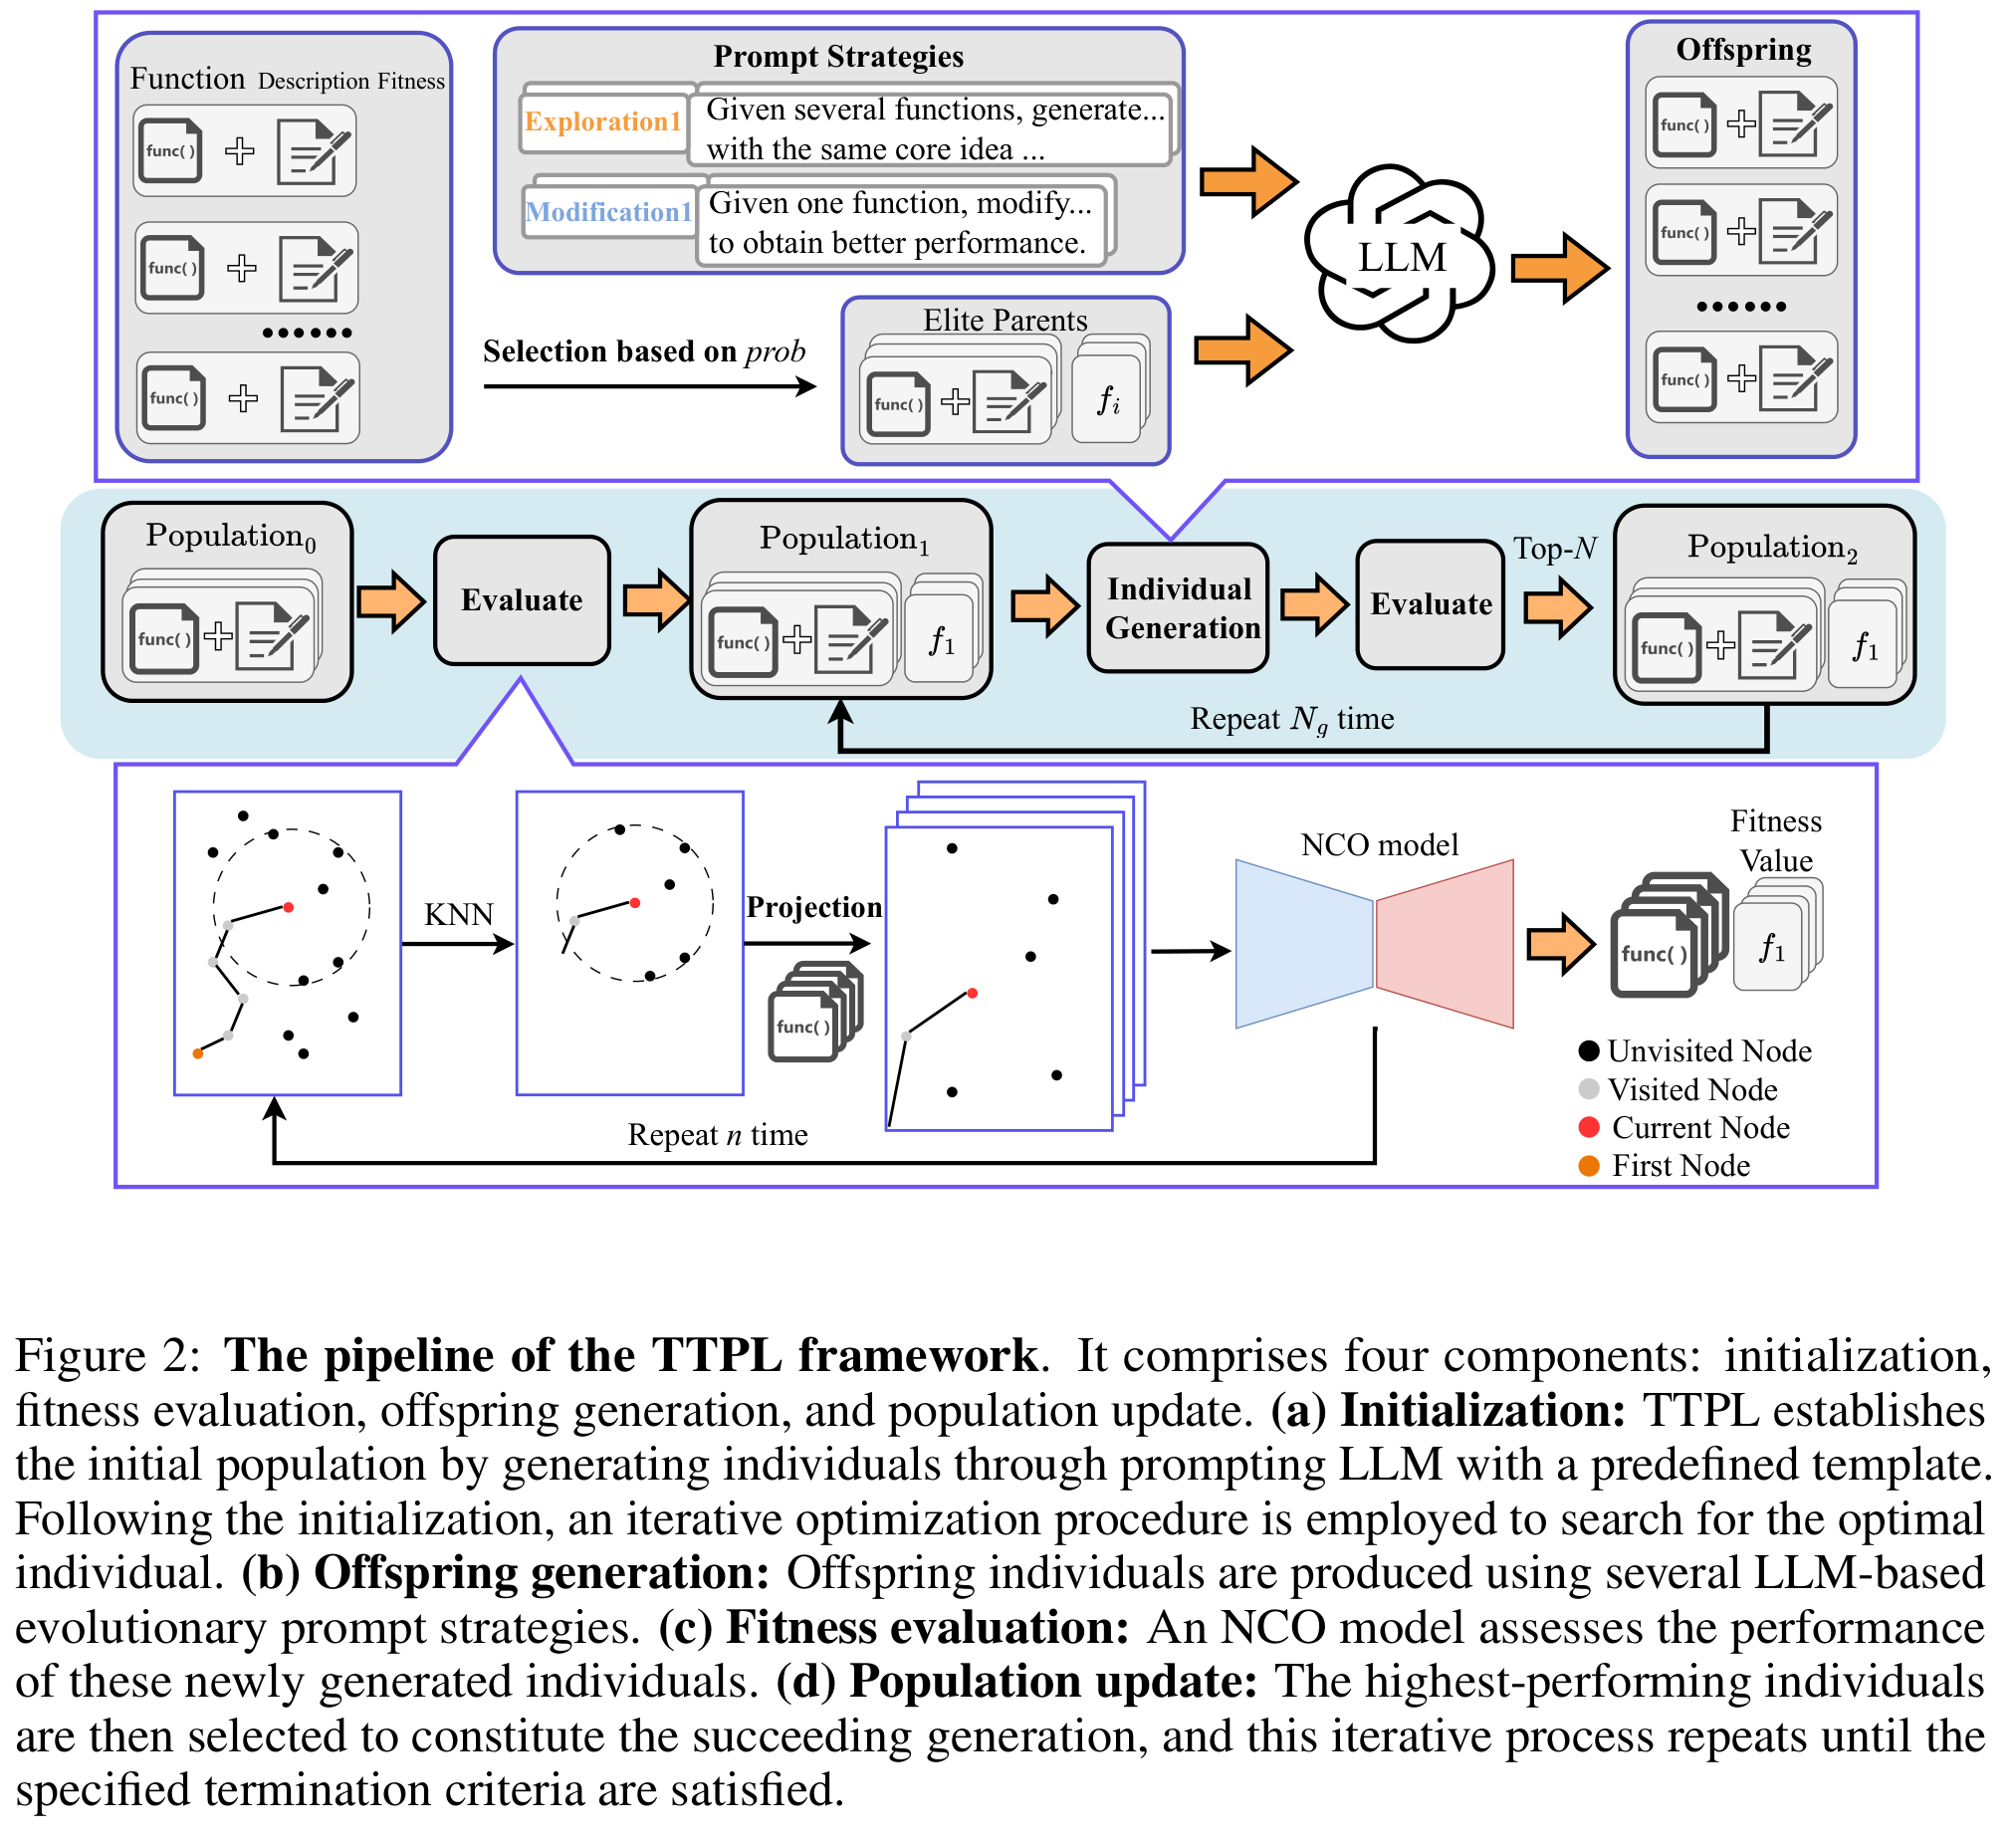 Function Description Fitness
func( )
func( )
func( )
Prompt Strategies
Exploration1
Given several functions, generate...
with the same core idea ...
Modification1
Given one function, modify...
to obtain better performance.
Selection based on prob
Elite Parents
func( )
f_i
LLM
Offspring
func( )
func( )
func( )
Population_0
func( )
Evaluate
Population_1
func( )
f_1
Individual
Generation
Evaluate
Top-N
Population_2
func( )
f_1
Repeat N_g time
KNN
Projection
func( )
NCO model
Fitness
Value
func( )
f_1
Repeat n time
Unvisited Node
Visited Node
Current Node
First Node
Figure 2: The pipeline of the TTPL framework. It comprises four components: initialization,
fitness evaluation, offspring generation, and population update. (a) Initialization: TTPL establishes
the initial population by generating individuals through prompting LLM with a predefined template.
Following the initialization, an iterative optimization procedure is employed to search for the optimal
individual. (b) Offspring generation: Offspring individuals are produced using several LLM-based
evolutionary prompt strategies. (c) Fitness evaluation: An NCO model assesses the performance
of these newly generated individuals. (d) Population update: The highest-performing individuals
are then selected to constitute the succeeding generation, and this iterative process repeats until the
specified termination criteria are satisfied.